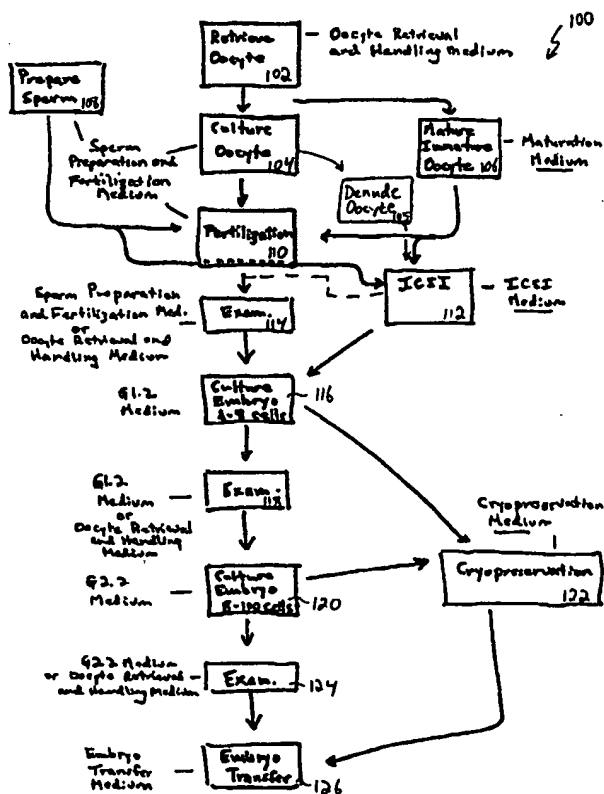 100
Retrieve
Oocyte
102
Oocyte Retrieval
and Handling Medium
Prepare
Sperm
108
Culture
Oocyte
104
Mature
Immature
Oocyte 106
Maturation
Medium
Sperm
Preparation and
Fertilization
Medium
Denude
Oocyte
105
Fertilization
110
ICSI
112
ICSI
Medium
Sperm Preparation
and Fertilization Med.
or
Oocyte Retrieval and
Handling Medium
Exam.
114
G1.2
Medium
Culture
Embryo
1-8 cells
116
G1.2
Medium
or
Oocyte Retrieval
and Handling
Medium
Exam.
118
Cryopreservation
Medium
G2.2
Medium
Culture
Embryo
8-100 cells
120
Cryopreservation
122
G2.2 Medium
or Oocyte Retrieval
and Handling Medium
Exam.
124
Embryo
Transfer
Medium
Embryo
Transfer
126